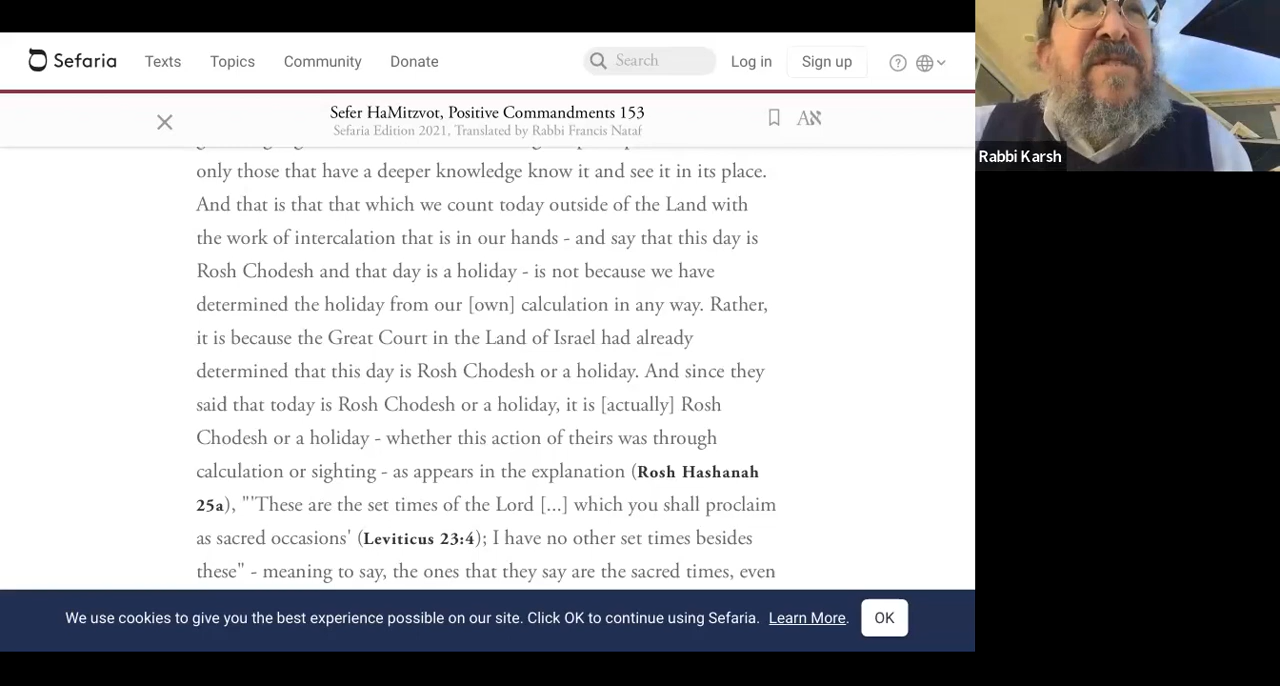 Sefaria Texts Topics Community Donate Search Log in Sign up
Sefer HaMitzvot, Positive Commandments 153
Sefaria Edition 2021, Translated by Rabbi Francis Nataf
Aא
only those that have a deeper knowledge know it and see it in its place.
And that is that that which we count today outside of the Land with
the work of intercalation that is in our hands - and say that this day is
Rosh Chodesh and that day is a holiday - is not because we have
determined the holiday from our [own] calculation in any way. Rather,
it is because the Great Court in the Land of Israel had already
determined that this day is Rosh Chodesh or a holiday. And since they
said that today is Rosh Chodesh or a holiday, it is [actually] Rosh
Chodesh or a holiday - whether this action of theirs was through
calculation or sighting - as appears in the explanation (Rosh Hashanah
25a), "'These are the set times of the Lord [...] which you shall proclaim
as sacred occasions' (Leviticus 23:4); I have no other set times besides
these" - meaning to say, the ones that they say are the sacred times, even
We use cookies to give you the best experience possible on our site. Click OK to continue using Sefaria. Learn More. OK
Rabbi Karsh